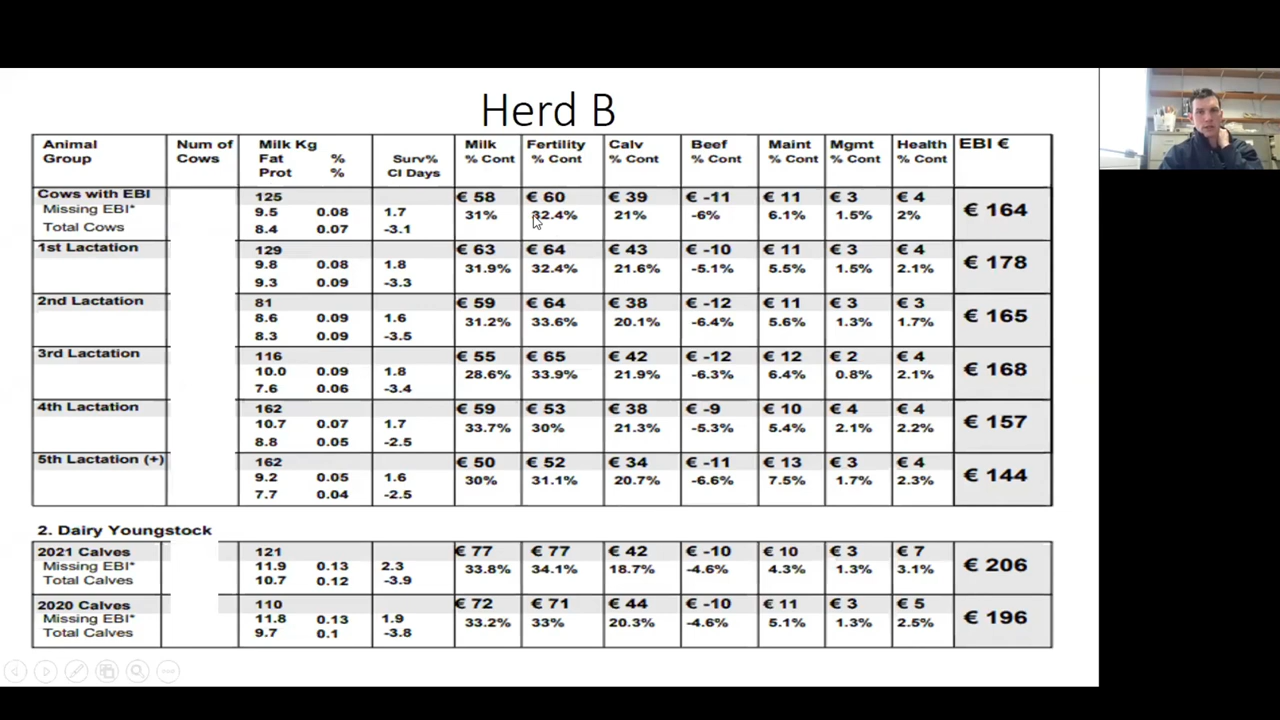 Herd B
Animal Group Num of Cows Milk Kg Fat % Prot % Surv% CI Days Milk % Cont Fertility % Cont Calv % Cont Beef % Cont Maint % Cont Mgmt % Cont Health % Cont EBI €
Cows with EBI 125 € 58 € 60 € 39 € -11 € 11 € 3 € 4 € 164
Missing EBI* 9.5 0.08 1.7 31% 32.4% 21% -6% 6.1% 1.5% 2%
Total Cows 8.4 0.07 -3.1
1st Lactation 129 € 63 € 64 € 43 € -10 € 11 € 3 € 4 € 178
9.8 0.08 1.8 31.9% 32.4% 21.6% -5.1% 5.5% 1.5% 2.1%
9.3 0.09 -3.3
2nd Lactation 81 € 59 € 64 € 38 € -12 € 11 € 3 € 3 € 165
8.6 0.09 1.6 31.2% 33.6% 20.1% -6.4% 5.6% 1.3% 1.7%
8.3 0.09 -3.5
3rd Lactation 116 € 55 € 65 € 42 € -12 € 12 € 2 € 4 € 168
10.0 0.09 1.8 28.6% 33.9% 21.9% -6.3% 6.4% 0.8% 2.1%
7.6 0.06 -3.4
4th Lactation 162 € 59 € 53 € 38 € -9 € 10 € 4 € 4 € 157
10.7 0.07 1.7 33.7% 30% 21.3% -5.3% 5.4% 2.1% 2.2%
8.8 0.05 -2.5
5th Lactation (+) 162 € 50 € 52 € 34 € -11 € 13 € 3 € 4 € 144
9.2 0.05 1.6 30% 31.1% 20.7% -6.6% 7.5% 1.7% 2.3%
7.7 0.04 -2.5
2. Dairy Youngstock
2021 Calves 121 € 77 € 77 € 42 € -10 € 10 € 3 € 7 € 206
Missing EBI* 11.9 0.13 2.3 33.8% 34.1% 18.7% -4.6% 4.3% 1.3% 3.1%
Total Calves 10.7 0.12 -3.9
2020 Calves 110 € 72 € 71 € 44 € -10 € 11 € 3 € 5 € 196
Missing EBI* 11.8 0.13 1.9 33.2% 33% 20.3% -4.6% 5.1% 1.3% 2.5%
Total Calves 9.7 0.1 -3.8